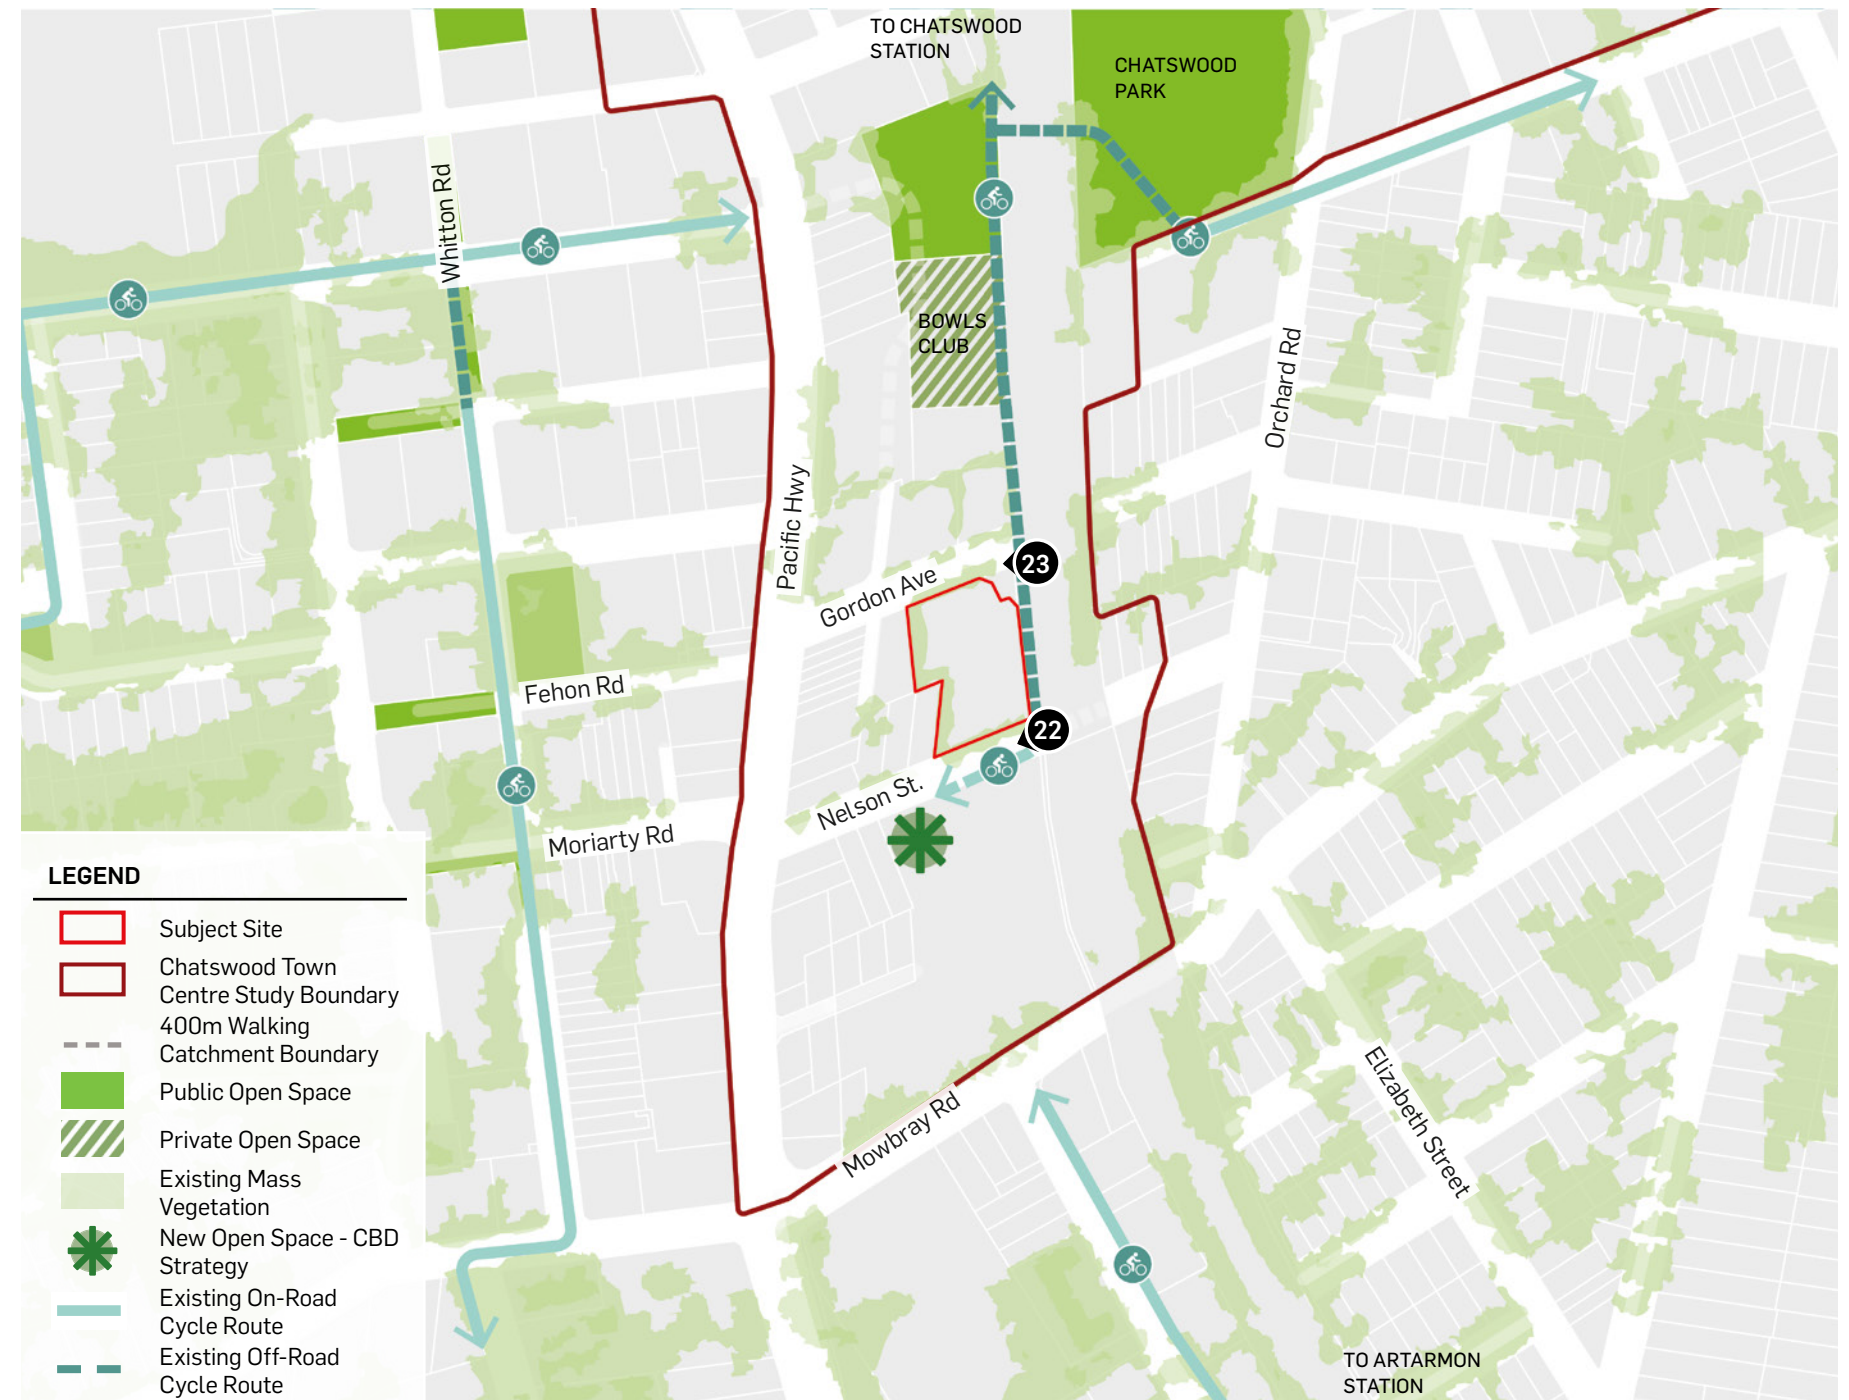 TO CHATSWOOD
STATION
CHATSWOOD
PARK
Whitton Rd
BOWLS
CLUB
Orchard Rd
Pacific Hwy
23
Gordon Ave
Fehon Rd
22
Nelson St.
Moriarty Rd
Mowbray Rd
Elizabeth Street
TO ARTARMON
STATION
LEGEND
Subject Site
Chatswood Town
Centre Study Boundary
400m Walking
Catchment Boundary
Public Open Space
Private Open Space
Existing Mass
Vegetation
New Open Space - CBD
Strategy
Existing On-Road
Cycle Route
Existing Off-Road
Cycle Route